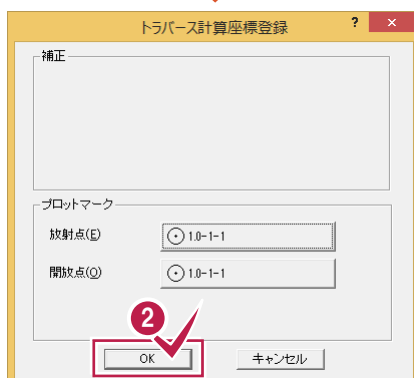 トラバース計算座標登録 ? ×
補正
プロットマーク
放射点(E) 1.0-1-1
開放点(O) 1.0-1-1
2
OK キャンセル